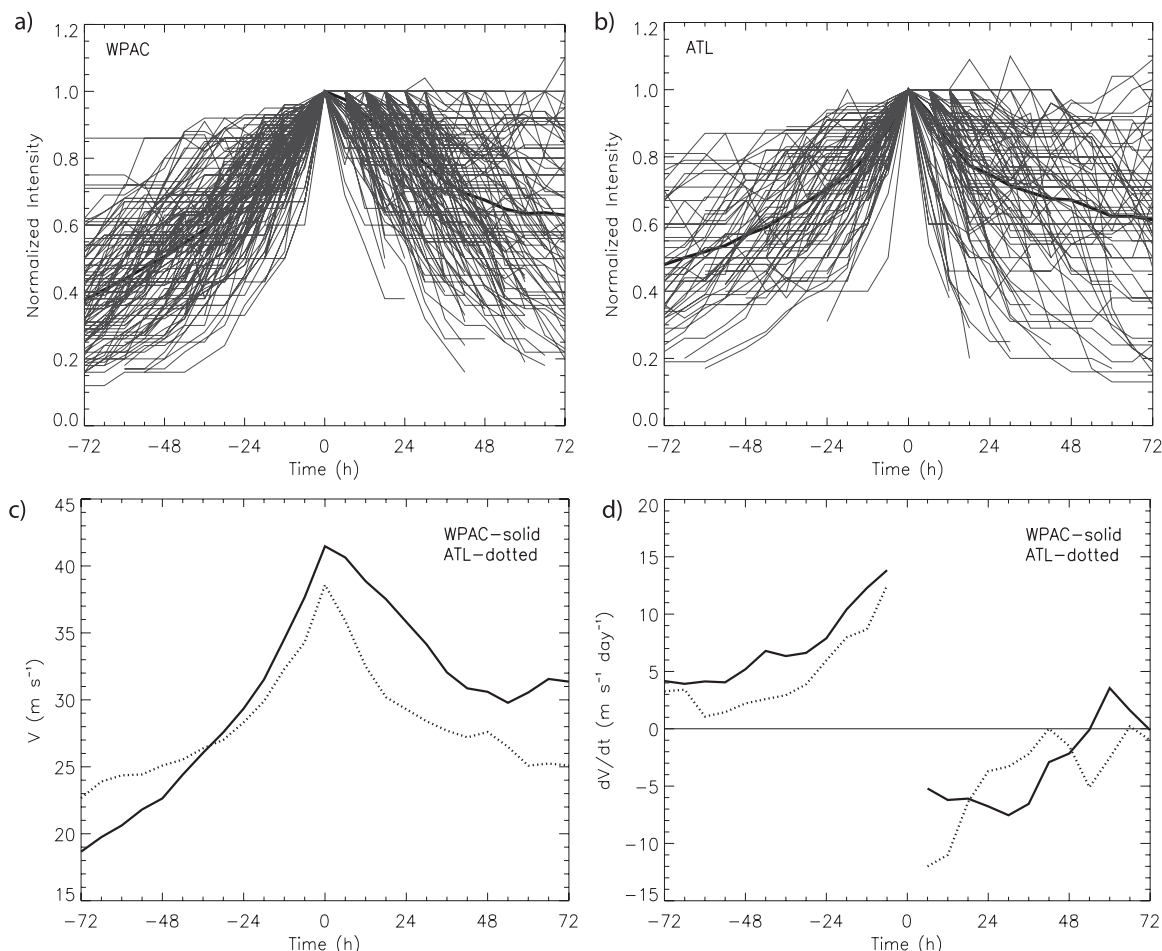 a)
WPAC
1.2
1.0
0.8
0.6
0.4
0.2
0.0
Normalized Intensity
−72 −48 −24 0 24 48 72
Time (h)
b)
ATL
1.2
1.0
0.8
0.6
0.4
0.2
0.0
Normalized Intensity
−72 −48 −24 0 24 48 72
Time (h)
c)
WPAC−solid
ATL−dotted
45
40
35
30
25
20
15
V (m s⁻¹)
−72 −48 −24 0 24 48 72
Time (h)
d)
WPAC−solid
ATL−dotted
20
15
10
5
0
−5
−10
−15
dV/dt (m s⁻¹ day⁻¹)
−72 −48 −24 0 24 48 72
Time (h)